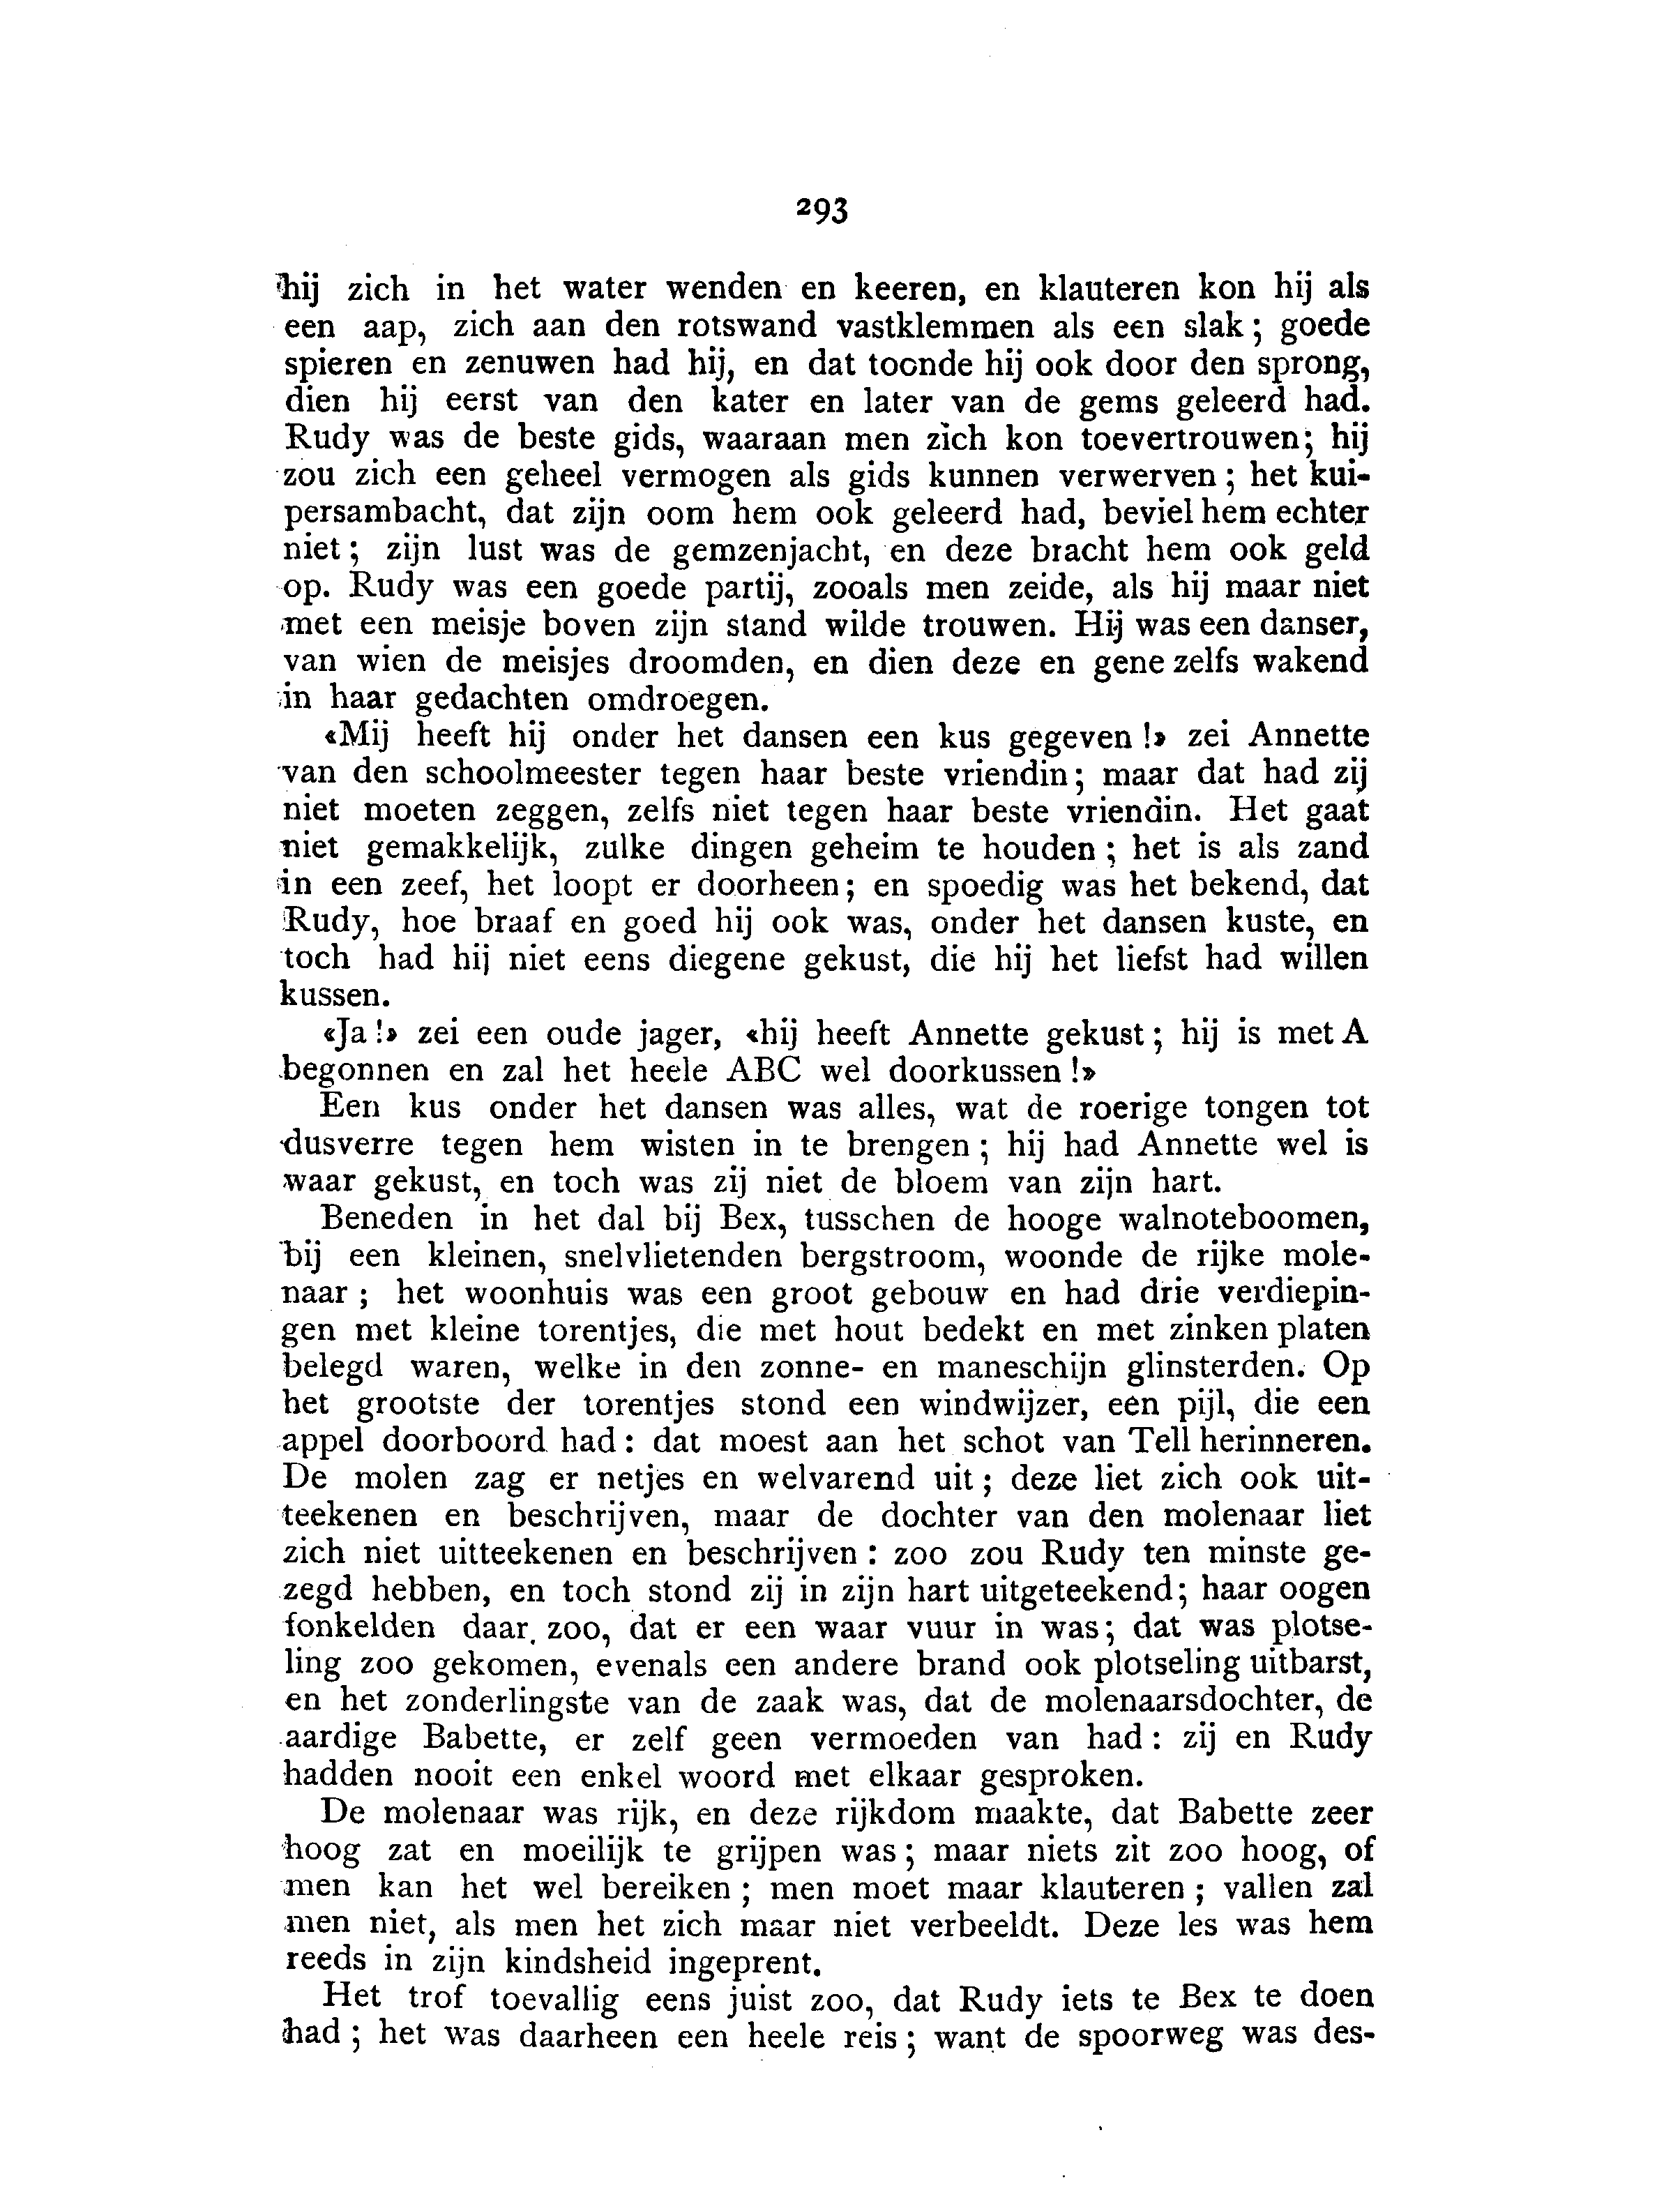 293
hij zich in het water wenden en keeren, en klauteren kon hij als
een aap, zich aan den rotswand vastklemmen als een slak; goede
spieren en zenuwen had hij, en dat toonde hij ook door den sprong,
dien hij eerst van den kater en later van de gems geleerd had.
Rudy was de beste gids, waaraan men zich kon toevertrouwen; hij
zou zich een geheel vermogen als gids kunnen verwerven; het kui-
persambacht, dat zijn oom hem ook geleerd had, beviel hem echter
niet; zijn lust was de gemzenjacht, en deze bracht hem ook geld
op. Rudy was een goede partij, zooals men zeide, als hij maar niet
met een meisje boven zijn stand wilde trouwen. Hij was een danser,
van wien de meisjes droomden, en dien deze en gene zelfs wakend
in haar gedachten omdroegen.
«Mij heeft hij onder het dansen een kus gegeven!» zei Annette
van den schoolmeester tegen haar beste vriendin; maar dat had zij
niet moeten zeggen, zelfs niet tegen haar beste vriendin. Het gaat
niet gemakkelijk, zulke dingen geheim te houden; het is als zand
in een zeef, het loopt er doorheen; en spoedig was het bekend, dat
Rudy, hoe braaf en goed hij ook was, onder het dansen kuste, en
toch had hij niet eens diegene gekust, die hij het liefst had willen
kussen.
«Ja!» zei een oude jager, «hij heeft Annette gekust; hij is met A
begonnen en zal het heele ABC wel doorkussen!»
Een kus onder het dansen was alles, wat de roerige tongen tot
dusverre tegen hem wisten in te brengen; hij had Annette wel is
waar gekust, en toch was zij niet de bloem van zijn hart.
Beneden in het dal bij Bex, tusschen de hooge walnoteboomen,
bij een kleinen, snelvlietenden bergstroom, woonde de rijke mole-
naar; het woonhuis was een groot gebouw en had drie verdiepin-
gen met kleine torentjes, die met hout bedekt en met zinken platen
belegd waren, welke in den zonne- en maneschijn glinsterden. Op
het grootste der torentjes stond een windwijzer, een pijl, die een
appel doorboord had: dat moest aan het schot van Tell herinneren.
De molen zag er netjes en welvarend uit; deze liet zich ook uit-
teekenen en beschrijven, maar de dochter van den molenaar liet
zich niet uitteekenen en beschrijven: zoo zou Rudy ten minste ge-
zegd hebben, en toch stond zij in zijn hart uitgeteekend; haar oogen
fonkelden daar zoo, dat er een waar vuur in was; dat was plotse-
ling zoo gekomen, evenals een andere brand ook plotseling uitbarst,
en het zonderlingste van de zaak was, dat de molenaarsdochter, de
aardige Babette, er zelf geen vermoeden van had: zij en Rudy
hadden nooit een enkel woord met elkaar gesproken.
De molenaar was rijk, en deze rijkdom maakte, dat Babette zeer
hoog zat en moeilijk te grijpen was; maar niets zit zoo hoog, of
men kan het wel bereiken; men moet maar klauteren; vallen zal
men niet, als men het zich maar niet verbeeldt. Deze les was hem
reeds in zijn kindsheid ingeprent.
Het trof toevallig eens juist zoo, dat Rudy iets te Bex te doen
had; het was daarheen een heele reis; want de spoorweg was des-